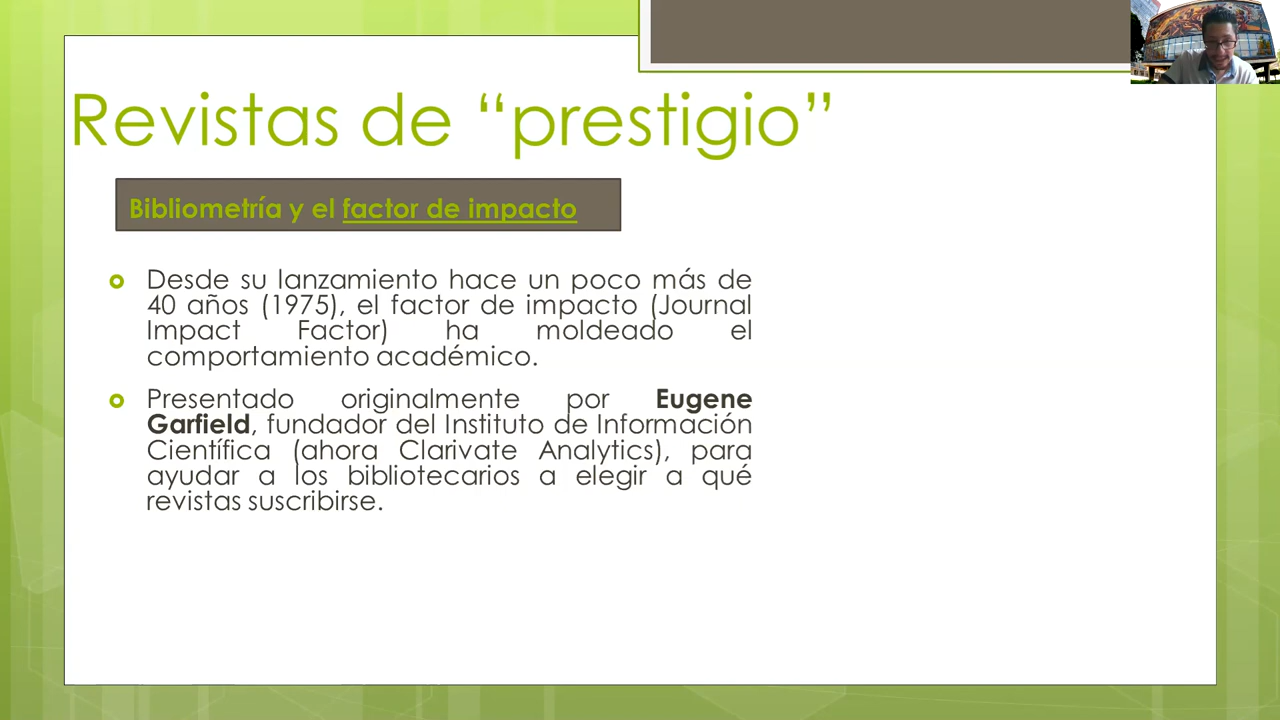 Revistas de “prestigio”
Bibliometría y el factor de impacto
Desde su lanzamiento hace un poco más de
40 años (1975), el factor de impacto (Journal
Impact Factor) ha moldeado el
comportamiento académico.
Presentado originalmente por Eugene
Garfield, fundador del Instituto de Información
Científica (ahora Clarivate Analytics), para
ayudar a los bibliotecarios a elegir a qué
revistas suscribirse.